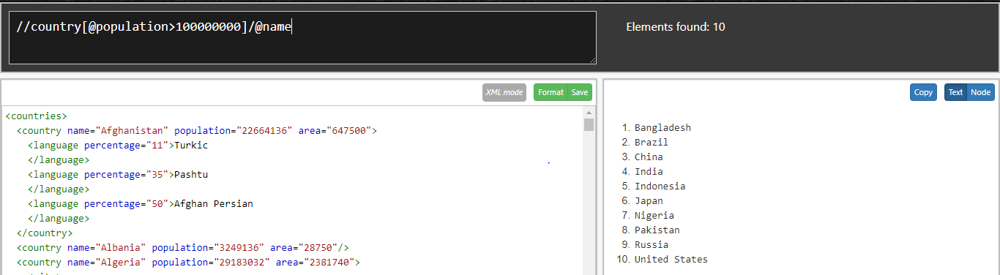 //country[@population>100000000]/@name
Elements found: 10
XML mode
Format
Save
Copy
Text
Node
<countries>
<country name="Afghanistan" population="22664136" area="647500">
<language percentage="11">Turkic
</language>
<language percentage="35">Pashtu
</language>
<language percentage="50">Afghan Persian
</language>
</country>
<country name="Albania" population="3249136" area="28750"/>
<country name="Algeria" population="29183032" area="2381740">
1. Bangladesh
2. Brazil
3. China
4. India
5. Indonesia
6. Japan
7. Nigeria
8. Pakistan
9. Russia
10. United States